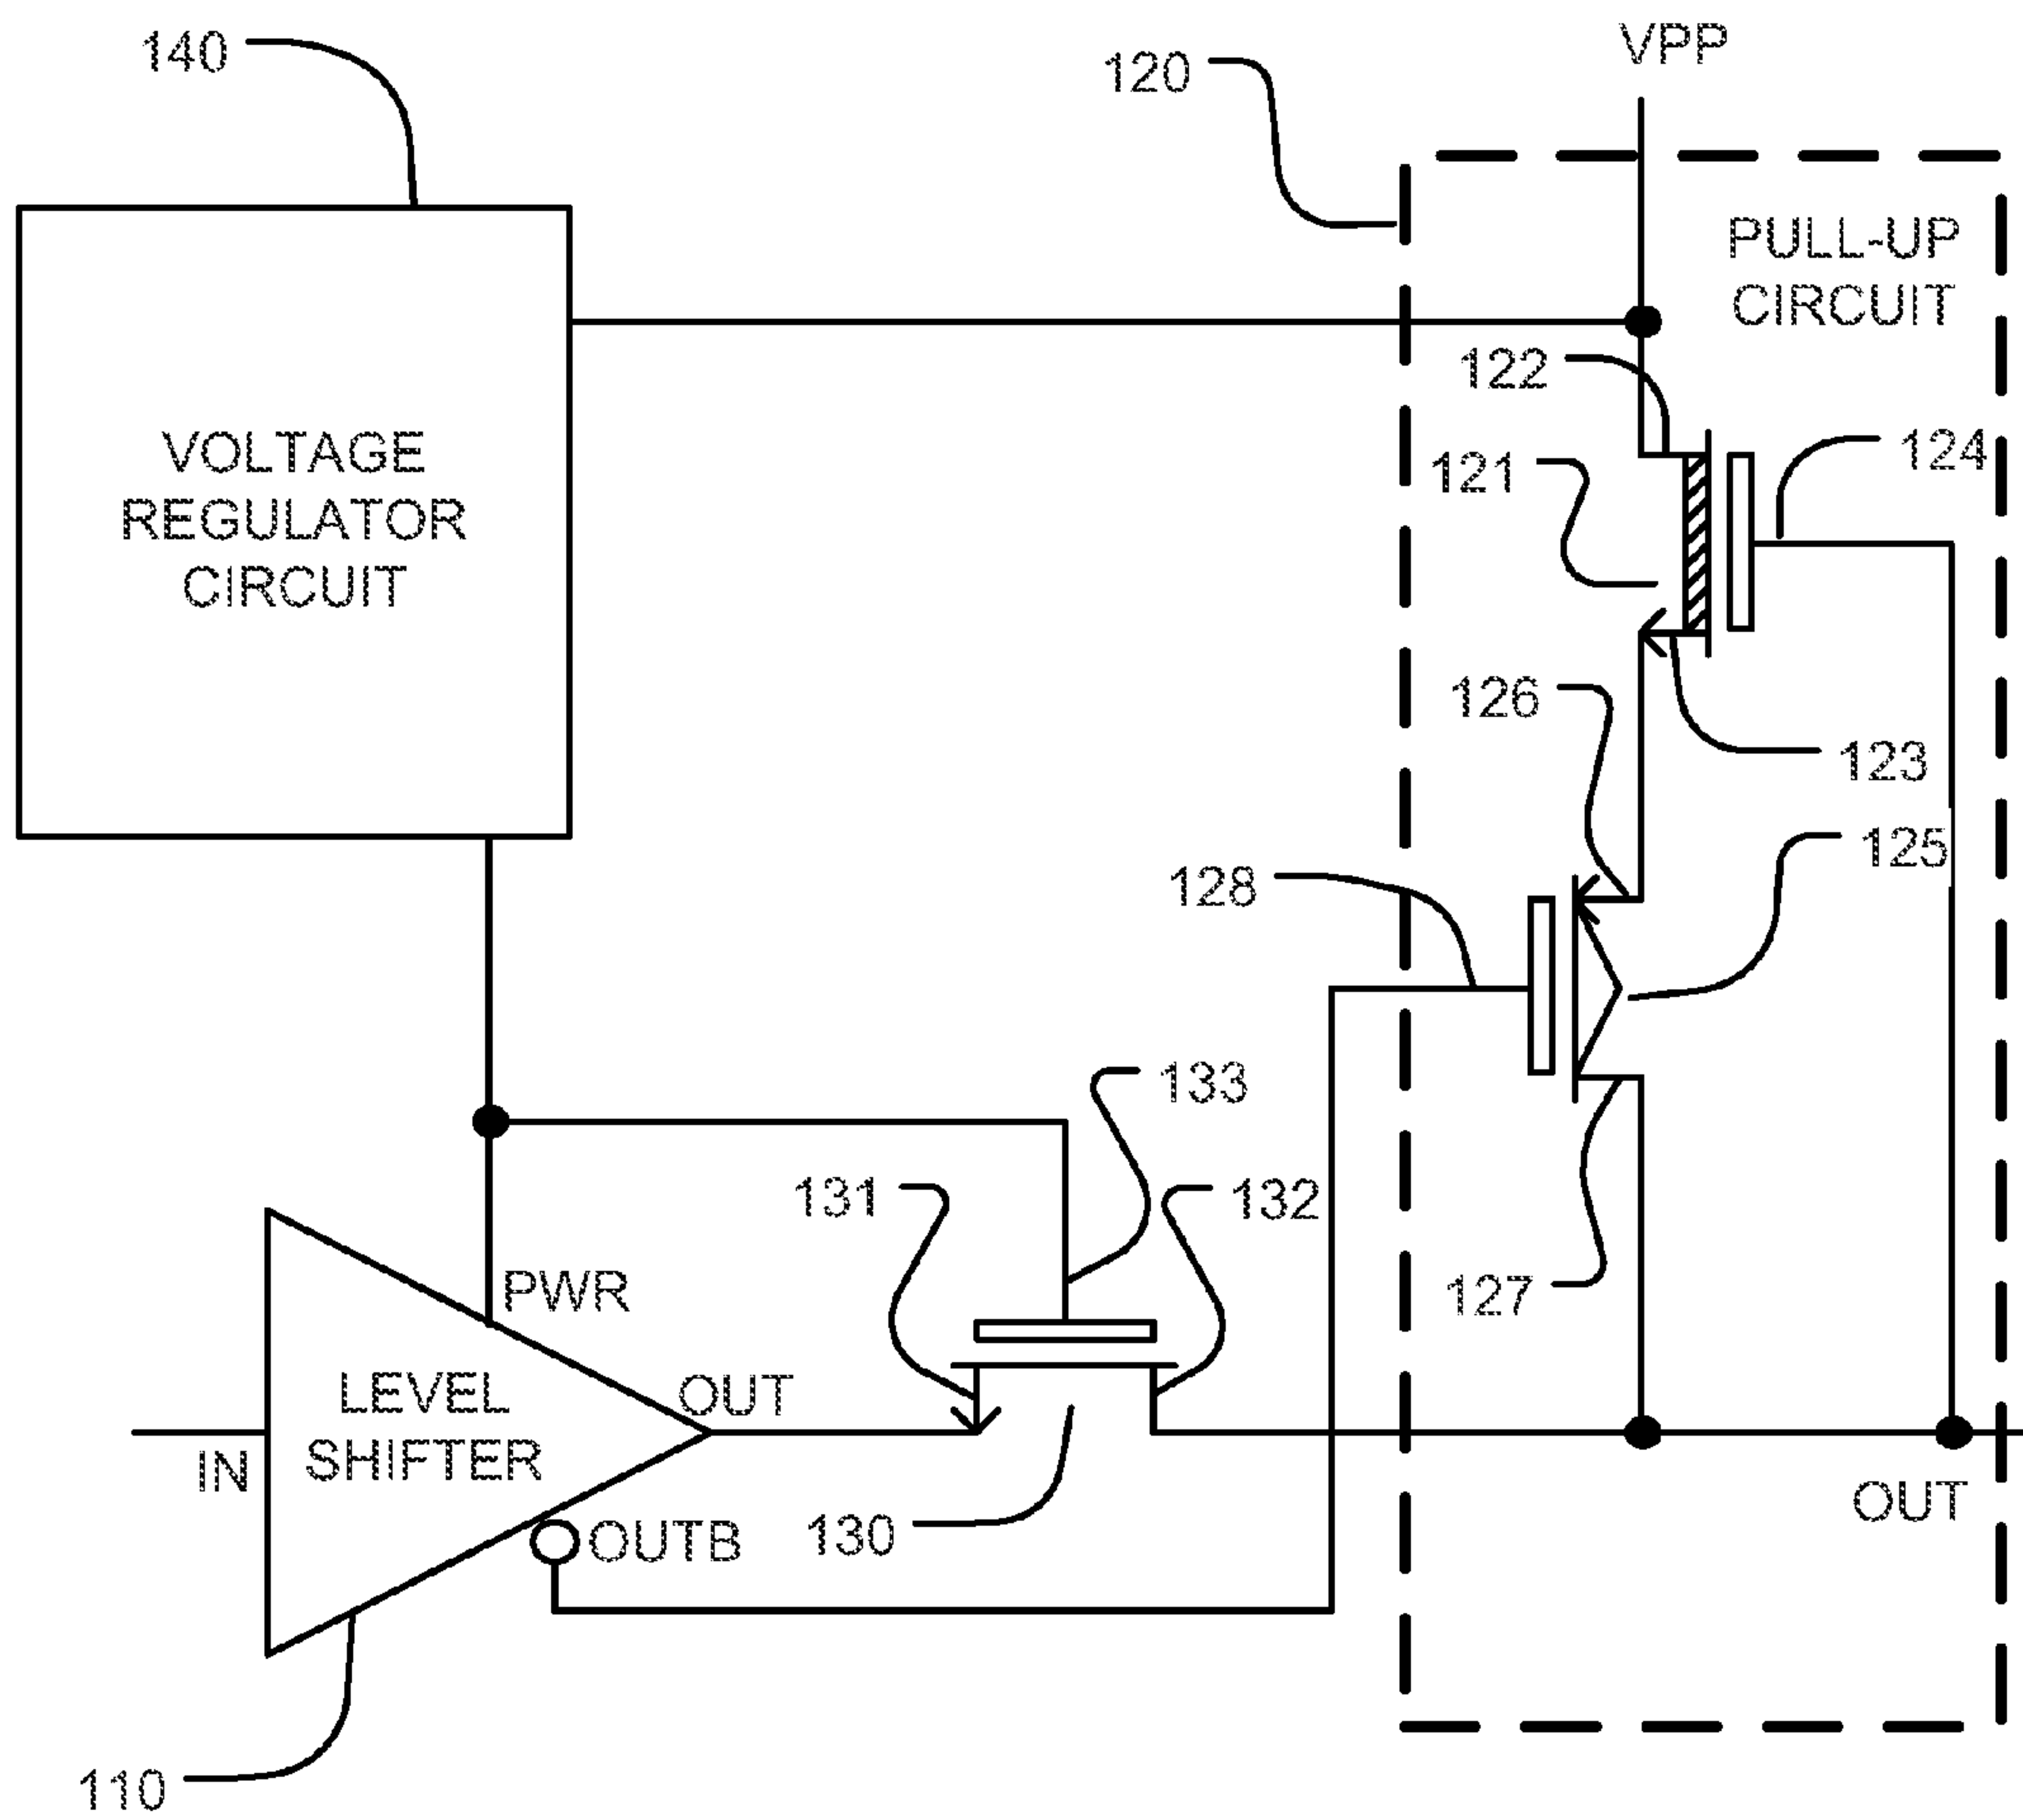 140
120
VPP
PULL-UP
CIRCUIT
122
124
121
VOLTAGE
REGULATOR
CIRCUIT
126
123
125
128
133
131
132
PWR
127
LEVEL
SHIFTER
OUT
IN
OUT
130
OUTB
110